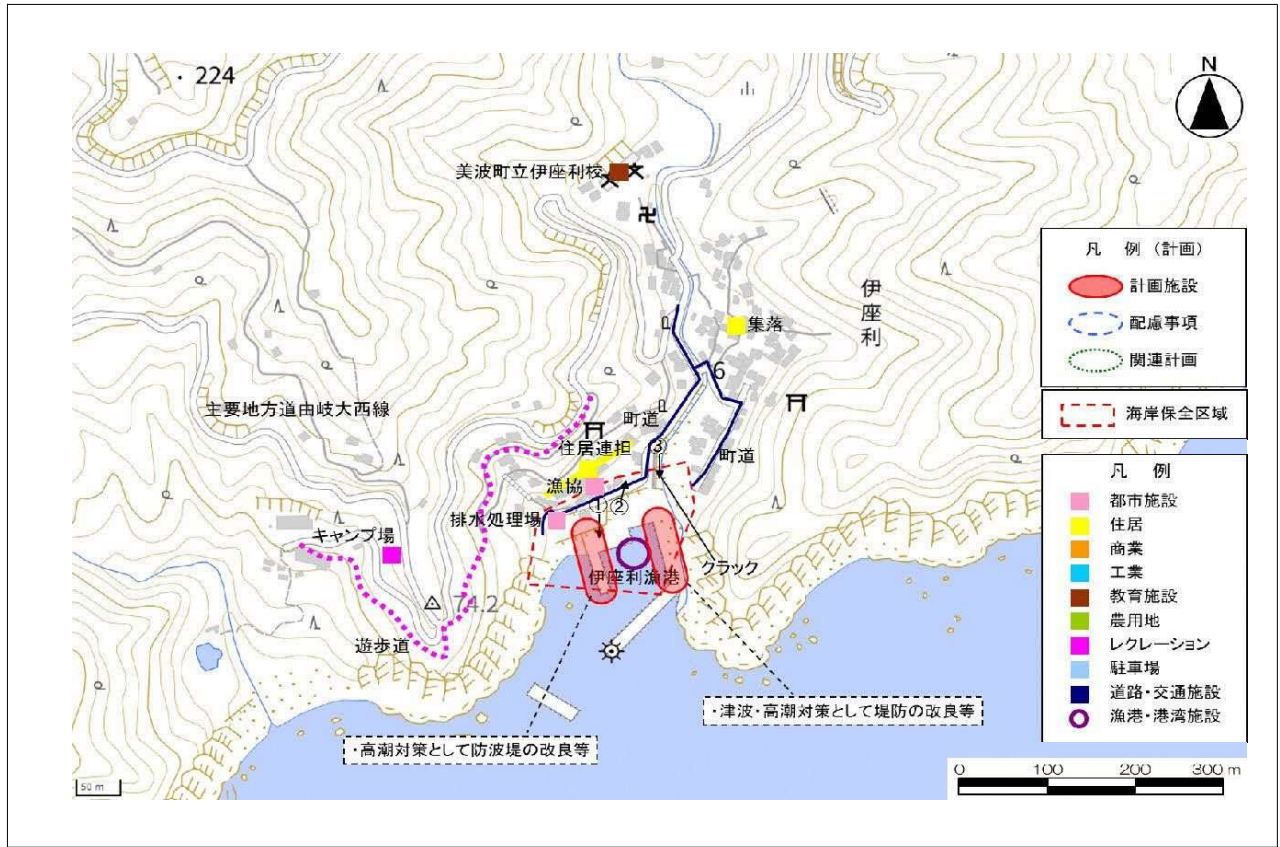 ・224
N
美波町立伊座利校
伊座利
集落
6
主要地方道由岐大西線
町道
町道
住居連担
③
漁協
①②
排水処理場
キャンプ場
クラック
伊座利漁港
74.2
遊歩道
・津波・高潮対策として堤防の改良等
・高潮対策として防波堤の改良等
凡 例（計画）
計画施設
配慮事項
関連計画
海岸保全区域
凡 例
都市施設
住居
商業
工業
教育施設
農用地
レクレーション
駐車場
道路・交通施設
漁港・港湾施設
50 m
0 100 200 300 m